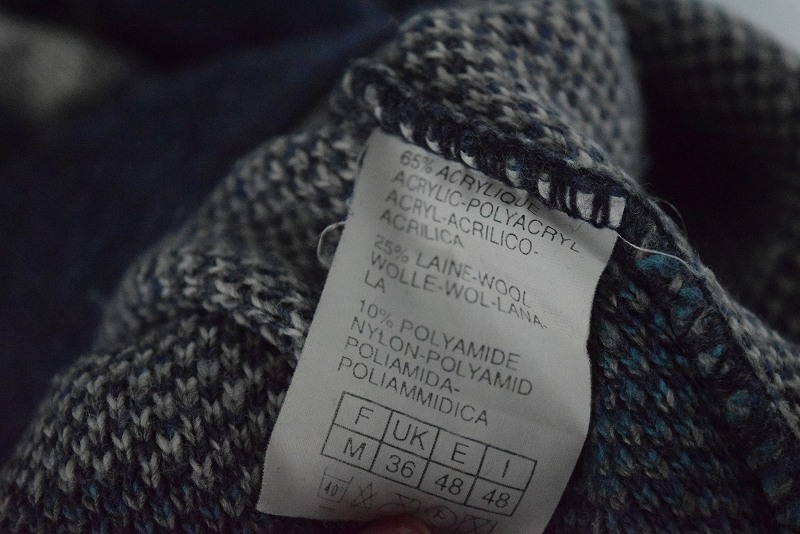 65% ACRYLIQUE
ACRYLIC-POLYACRYL
ACRYL-ACRILICO-
ACRILICA
25% LAINE-WOOL
WOLLE-WOL-LANA-
LA
10% POLYAMIDE
NYLON-POLYAMID
POLIAMIDA-
POLIAMMIDICA
F UK E I
M 36 48 48
40